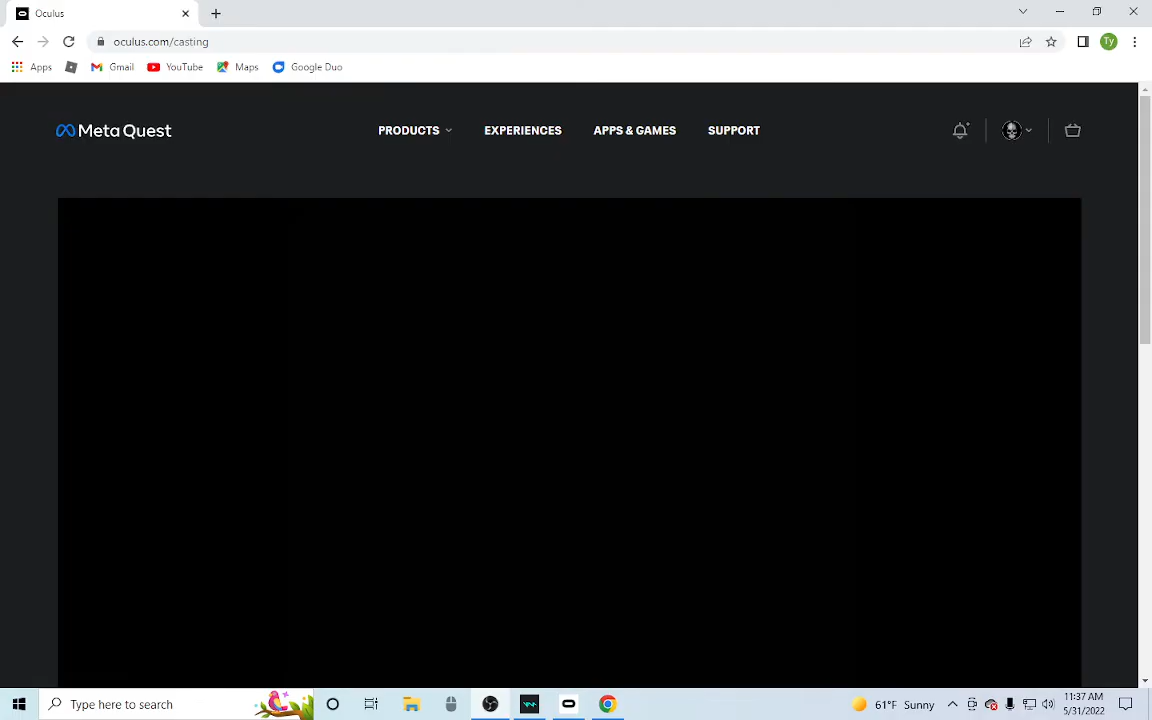 Oculus
oculus.com/casting
Ty
Apps
Gmail
YouTube
Maps
Google Duo
Meta Quest
PRODUCTS
EXPERIENCES
APPS & GAMES
SUPPORT
Type here to search
61°F Sunny
11:37 AM
5/31/2022